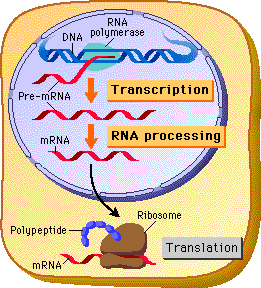 RNA
polymerase
DNA
Transcription
Pre-mRNA
RNA processing
mRNA
Ribosome
Polypeptide
Translation
mRNA